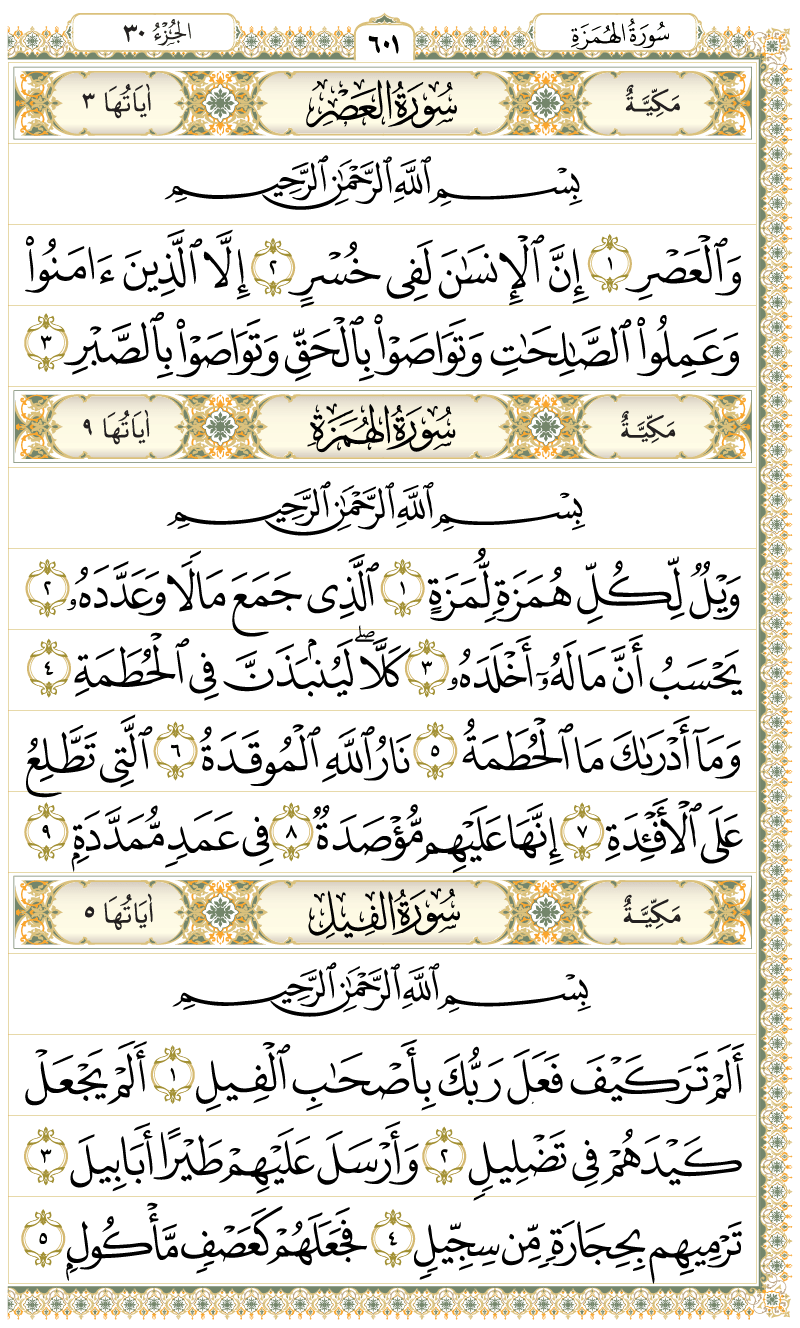 سُورَةُ الهُمَزَةِ ٦٠١ الجُزْءُ ٣٠
مَكِّيَّةٌ سُورَةُ العَصْرِ اٰيَاتُهَا ٣
بِسْمِ ٱللَّهِ ٱلرَّحْمَٰنِ ٱلرَّحِيمِ
وَٱلْعَصْرِ ١ إِنَّ ٱلْإِنسَٰنَ لَفِى خُسْرٍ ٢ إِلَّا ٱلَّذِينَ ءَامَنُوا۟
وَعَمِلُوا۟ ٱلصَّٰلِحَٰتِ وَتَوَاصَوْا۟ بِٱلْحَقِّ وَتَوَاصَوْا۟ بِٱلصَّبْرِ ٣
مَكِّيَّةٌ سُورَةُ الهُمَزَةِ اٰيَاتُهَا ٩
بِسْمِ ٱللَّهِ ٱلرَّحْمَٰنِ ٱلرَّحِيمِ
وَيْلٌ لِّكُلِّ هُمَزَةٍ لُّمَزَةٍ ١ ٱلَّذِى جَمَعَ مَالًا وَعَدَّدَهُۥ ٢
يَحْسَبُ أَنَّ مَالَهُۥٓ أَخْلَدَهُۥ ٣ كَلَّا ۖ لَيُنۢبَذَنَّ فِى ٱلْحُطَمَةِ ٤
وَمَآ أَدْرَىٰكَ مَا ٱلْحُطَمَةُ ٥ نَارُ ٱللَّهِ ٱلْمُوقَدَةُ ٦ ٱلَّتِى تَطَّلِعُ
عَلَى ٱلْأَفْـِٔدَةِ ٧ إِنَّهَا عَلَيْهِم مُّؤْصَدَةٌ ٨ فِى عَمَدٍ مُّمَدَّدَةٍۭ ٩
مَكِّيَّةٌ سُورَةُ الفِيلِ اٰيَاتُهَا ٥
بِسْمِ ٱللَّهِ ٱلرَّحْمَٰنِ ٱلرَّحِيمِ
أَلَمْ تَرَ كَيْفَ فَعَلَ رَبُّكَ بِأَصْحَٰبِ ٱلْفِيلِ ١ أَلَمْ يَجْعَلْ
كَيْدَهُمْ فِى تَضْلِيلٍ ٢ وَأَرْسَلَ عَلَيْهِمْ طَيْرًا أَبَابِيلَ ٣
تَرْمِيهِم بِحِجَارَةٍ مِّن سِجِّيلٍ ٤ فَجَعَلَهُمْ كَعَصْفٍ مَّأْكُولٍۭ ٥